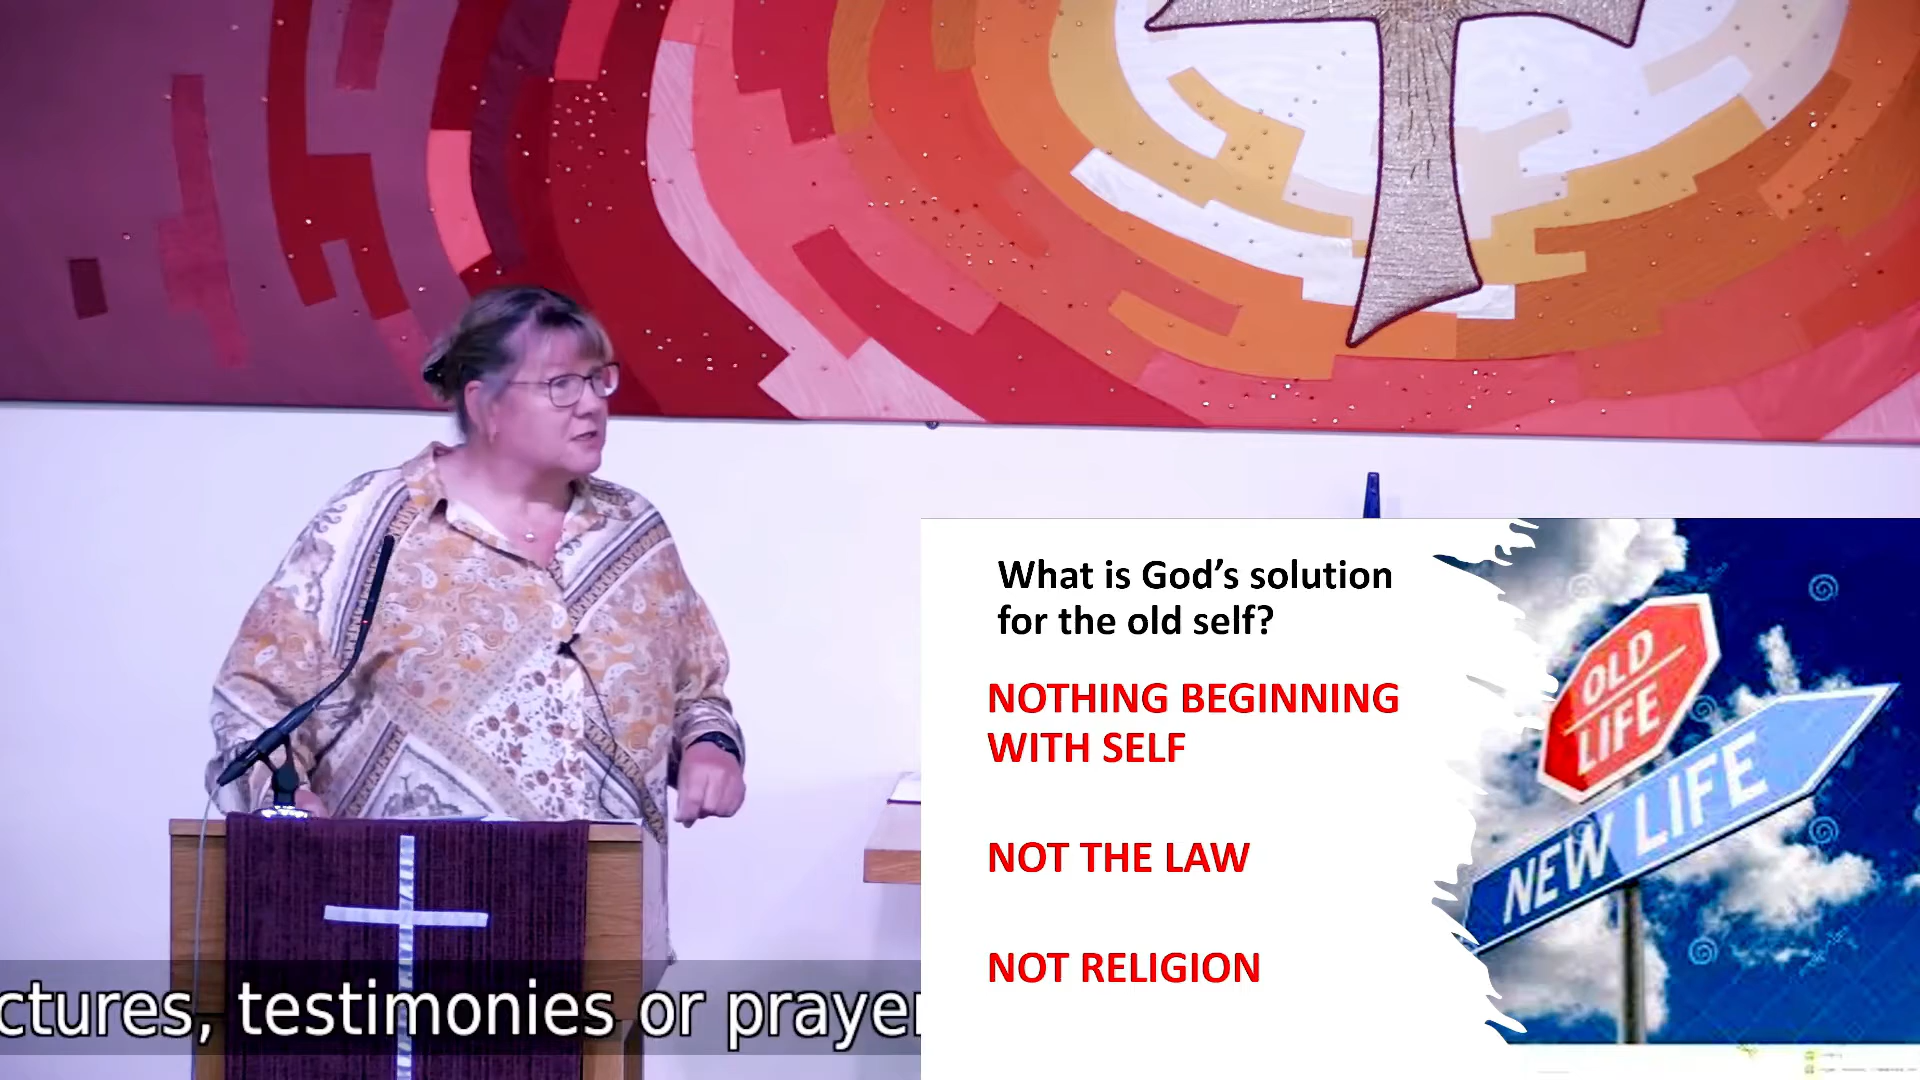 What is God's solution
for the old self?
NOTHING BEGINNING
WITH SELF
NOT THE LAW
NOT RELIGION
OLD
LIFE
NEW LIFE
ctures, testimonies or prayer